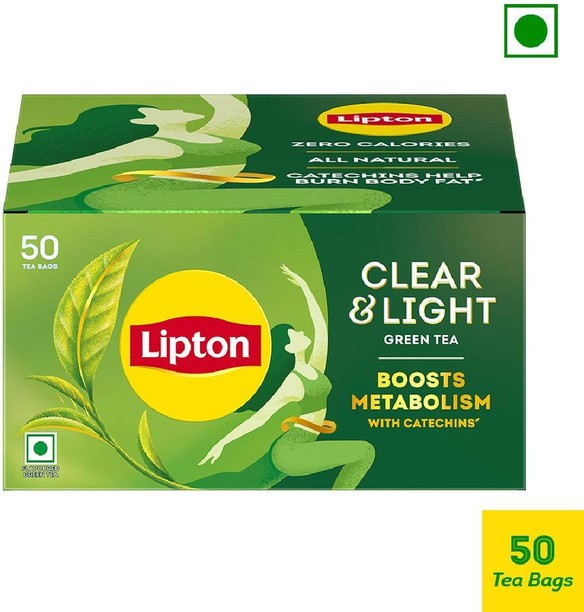 Lipton
ZERO CALORIES
ALL NATURAL
CATECHINS HELP
BURN BODY FAT*
50
TEA BAGS
Lipton
CLEAR
& LIGHT
GREEN TEA
BOOSTS
METABOLISM
WITH CATECHINS*
FLAVOURED
GREEN TEA
50
Tea Bags